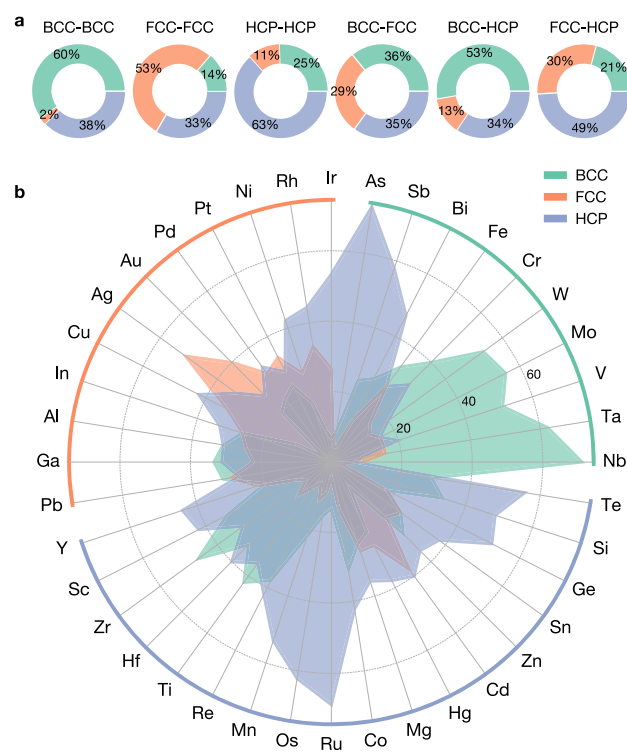 a
BCC-BCC FCC-FCC HCP-HCP BCC-FCC BCC-HCP FCC-HCP
60% 2% 38%
53% 14% 33%
11% 25% 63%
36% 29% 35%
53% 13% 34%
30% 21% 49%
b
BCC
FCC
HCP
Ir
As
Sb
Bi
Fe
Cr
W
Mo
V
Ta
Nb
Te
Si
Ge
Sn
Zn
Cd
Hg
Mg
Co
Ru
Os
Mn
Re
Ti
Hf
Zr
Sc
Y
Pb
Ga
Al
In
Cu
Ag
Au
Pd
Pt
Ni
Rh
20
40
60